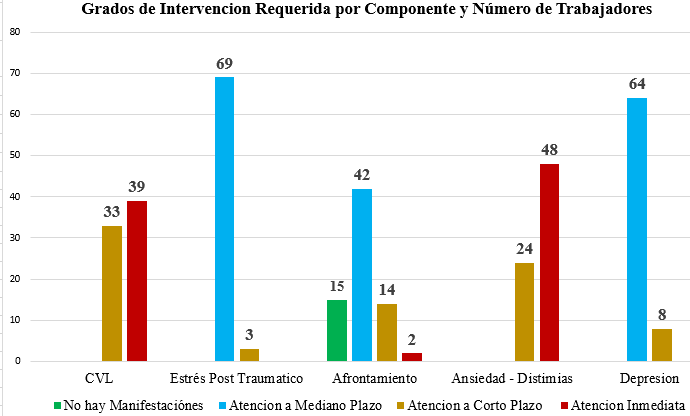 Grados de Intervencion Requerida por Componente y Número de Trabajadores
80
70
60
50
40
30
20
10
0
33
39
69
3
15
42
14
2
24
48
64
8
CVL
Estrés Post Traumatico
Afrontamiento
Ansiedad - Distimias
Depresion
No hay Manifestaciónes
Atencion a Mediano Plazo
Atencion a Corto Plazo
Atencion Inmediata